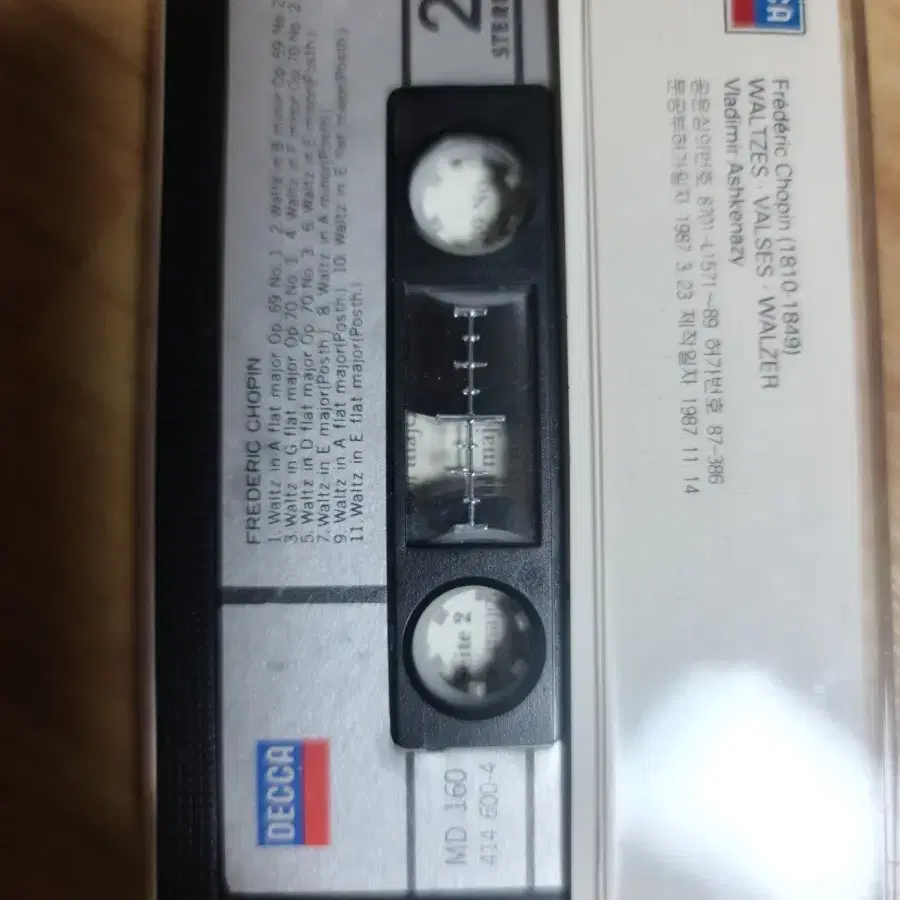 FREDERIC CHOPIN
1. Waltz in A flat major Op 69 No. 1 2. Waltz in B minor Op 69 No 2
3. Waltz in G flat major Op 70 No 1 4. Waltz in F minor Op 70 No. 2
5. Waltz in D flat major Op 70 No 3 6. Waltz in E minor(Posth.)
7. Waltz in E major(Posth.) 8. Waltz in A minor(Posth)
9. Waltz in A flat major(Posth.) 10. Waltz in E flat major(Posth.)
11. Waltz in E flat major(Posth.)
2
DECCA
MD 160
414 600-4
Frédéric Chopin (1810-1849)
WALTZES · VALSES · WALZER
Vladimir Ashkenazy
공윤심의번호 8701-L1571~89 허가번호 87-386
문공부허가일자 1987. 3. 23 제작일자 1987. 11. 14